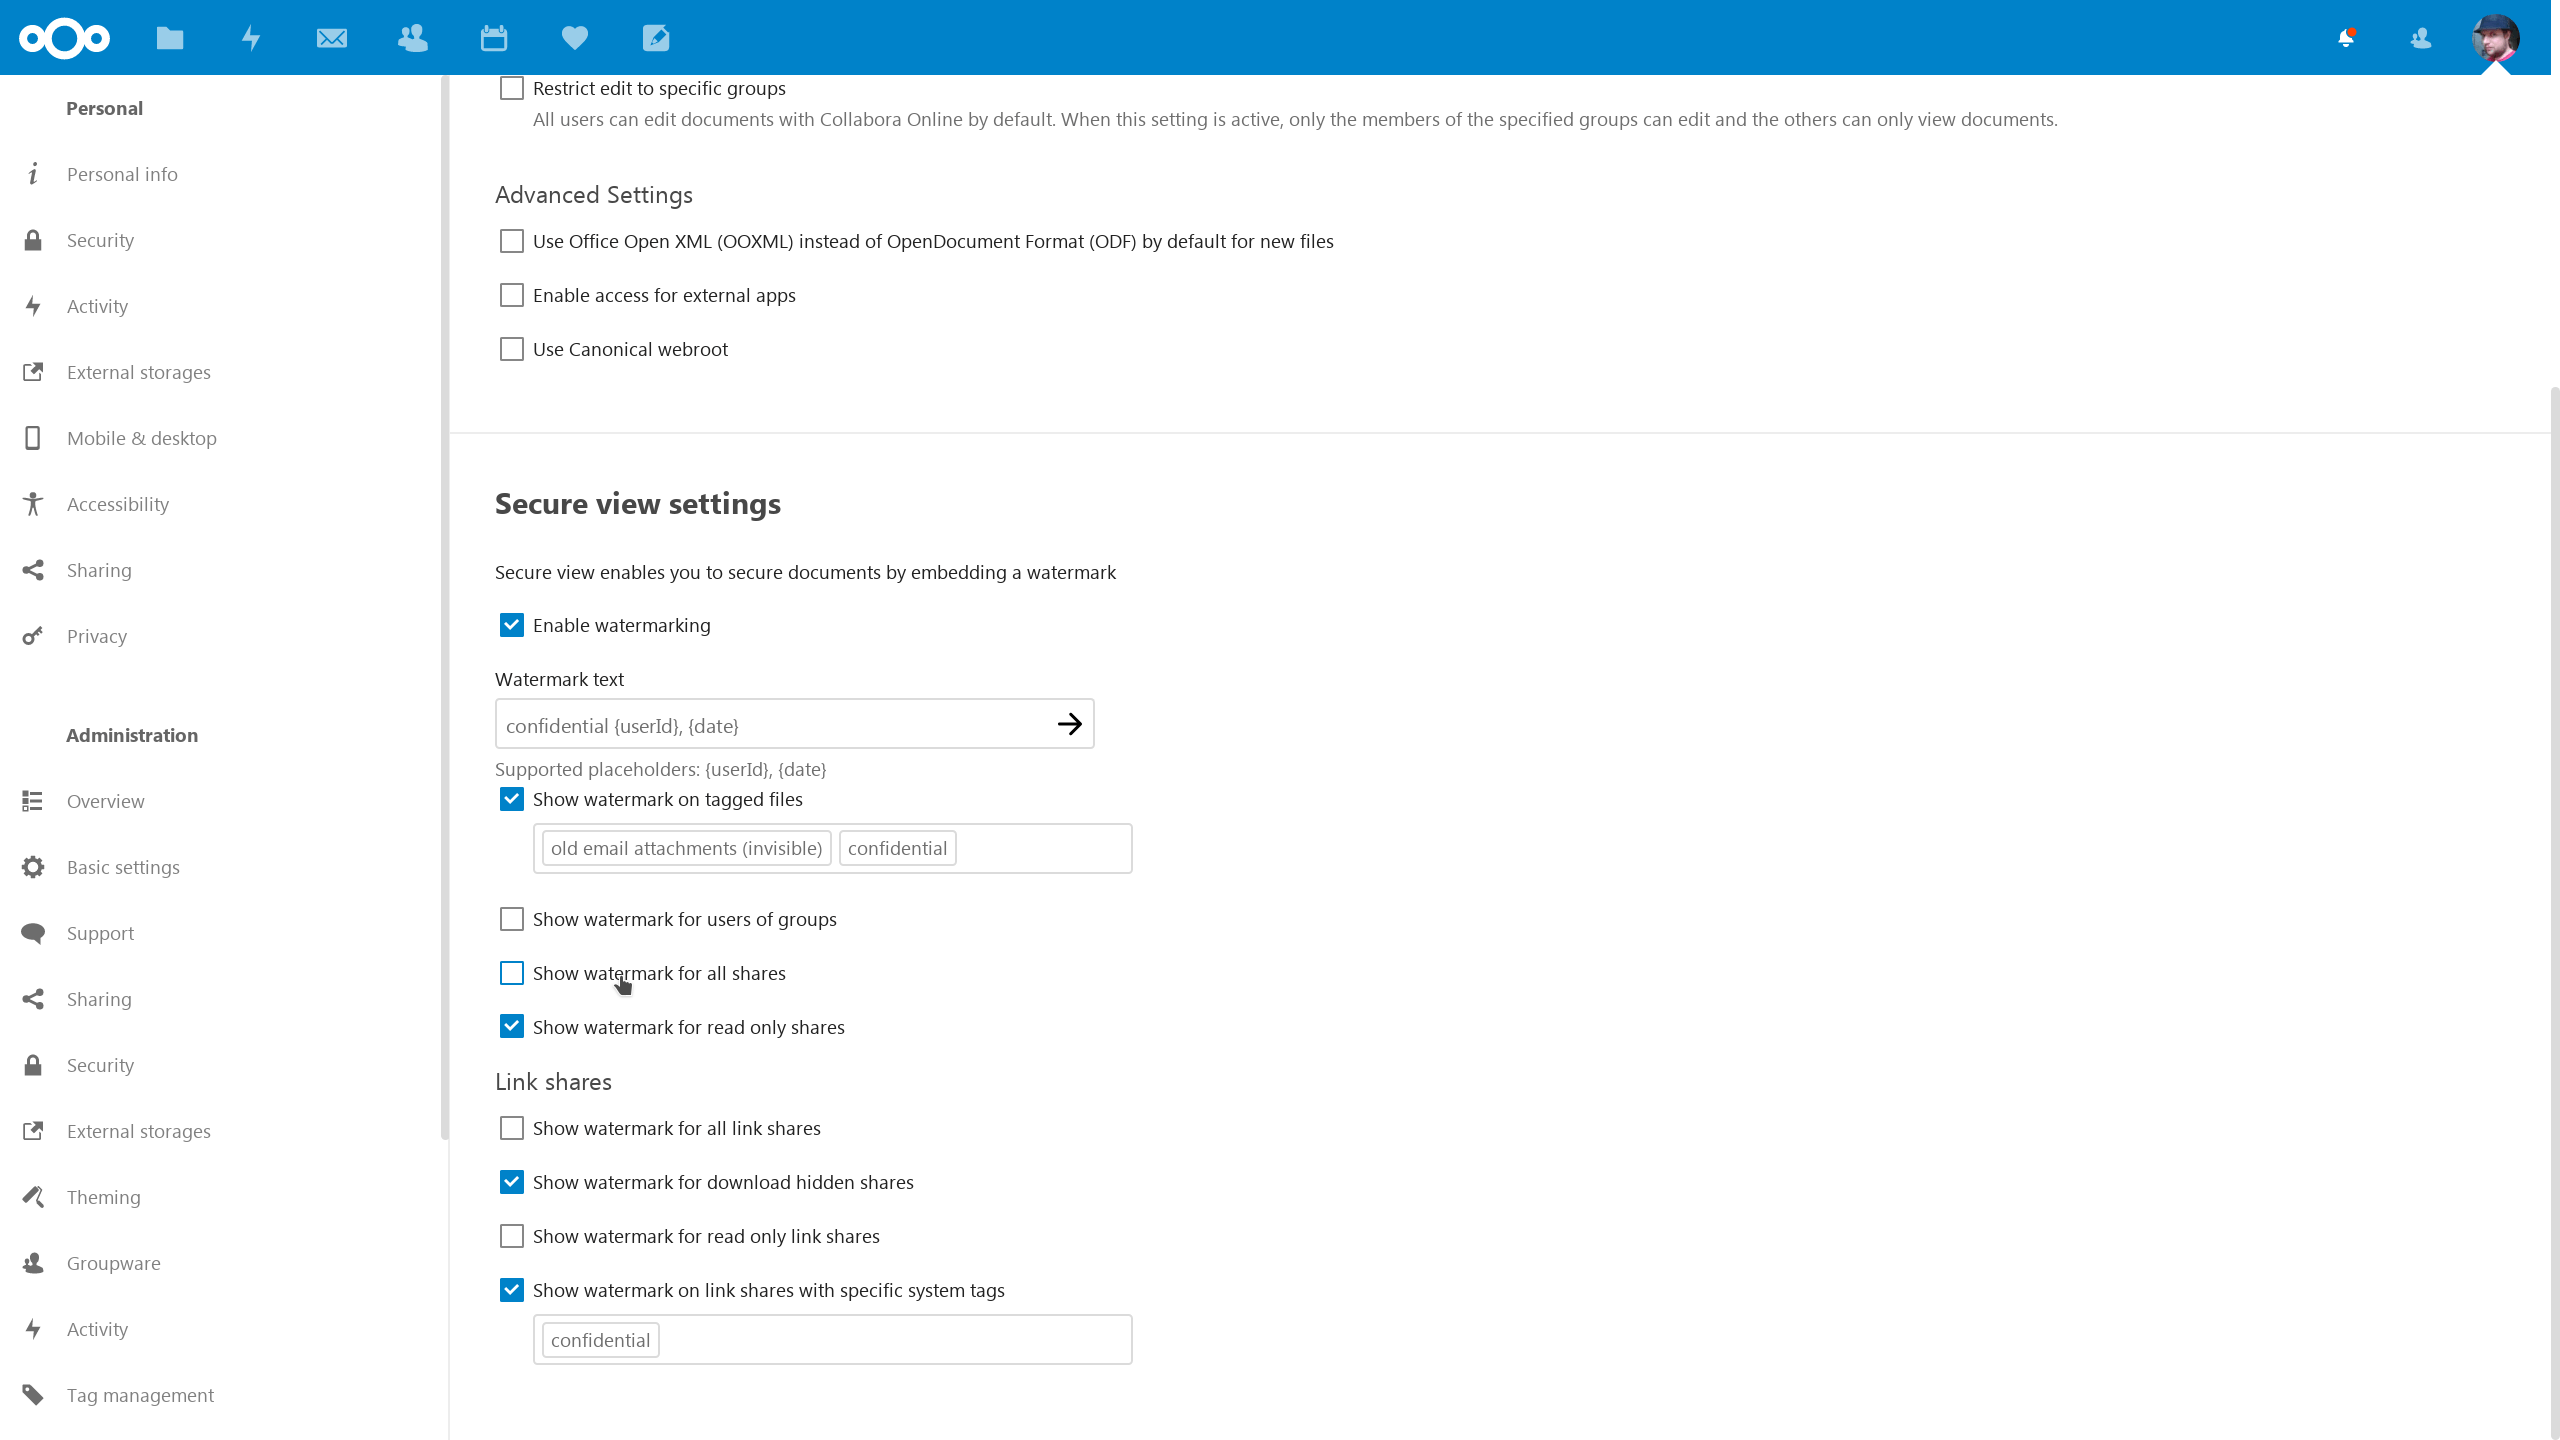 Personal
Personal info
Security
Activity
External storages
Mobile & desktop
Accessibility
Sharing
Privacy
Administration
Overview
Basic settings
Support
Sharing
Security
External storages
Theming
Groupware
Activity
Tag management
Restrict edit to specific groups
All users can edit documents with Collabora Online by default. When this setting is active, only the members of the specified groups can edit and the others can only view documents.
Advanced Settings
Use Office Open XML (OOXML) instead of OpenDocument Format (ODF) by default for new files
Enable access for external apps
Use Canonical webroot
Secure view settings
Secure view enables you to secure documents by embedding a watermark
Enable watermarking
Watermark text
confidential {userId}, {date}
Supported placeholders: {userId}, {date}
Show watermark on tagged files
old email attachments (invisible) confidential
Show watermark for users of groups
Show watermark for all shares
Show watermark for read only shares
Link shares
Show watermark for all link shares
Show watermark for download hidden shares
Show watermark for read only link shares
Show watermark on link shares with specific system tags
confidential